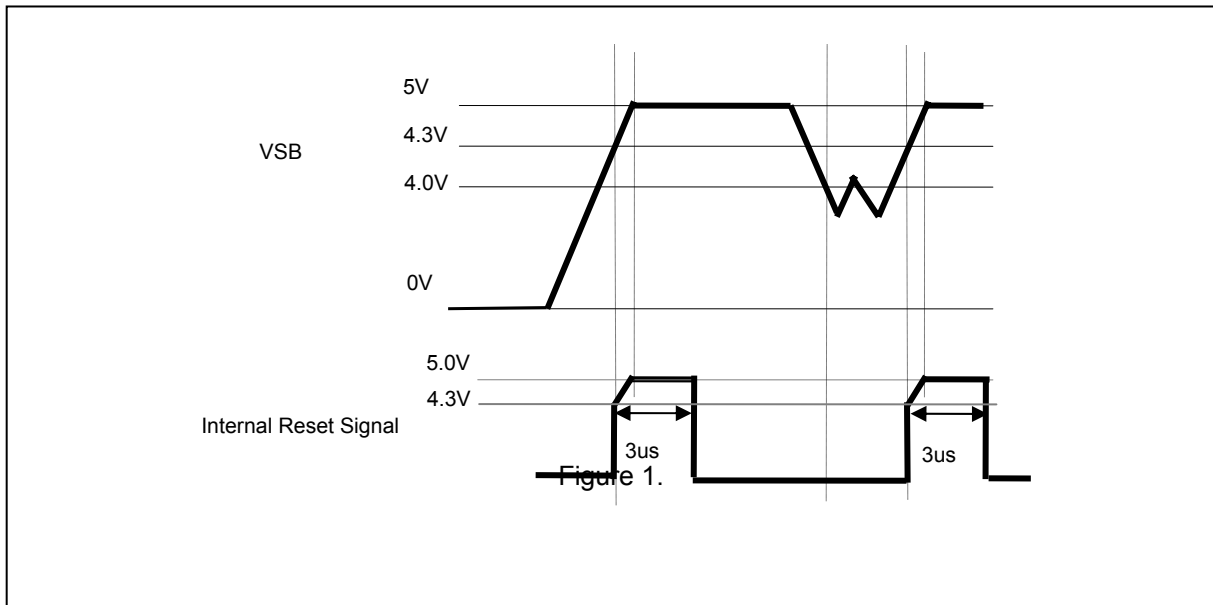 5V
4.3V
VSB
4.0V
0V
5.0V
4.3V
Internal Reset Signal
3us
3us
Figure 1.